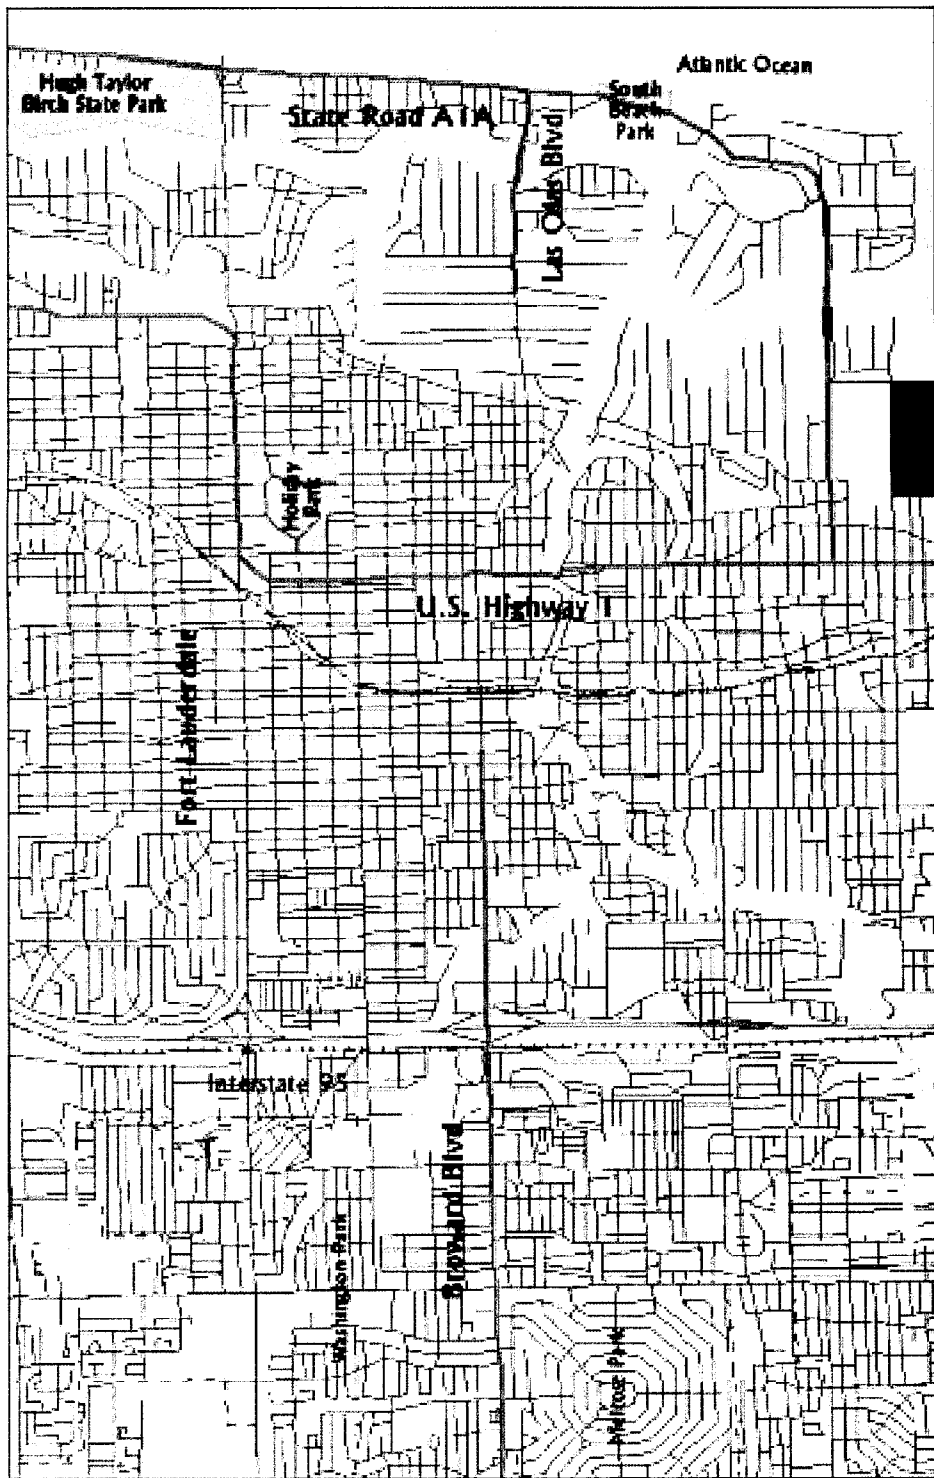 Atlantic Ocean
Hugh Taylor
Birch State Park
South
Beach
Park
State Road A1A
Las Olas Blvd
Holiday
Park
U.S. Highway 1
Fort Lauderdale
Interstate 95
Broward Blvd
Washington Park
Melrose Park